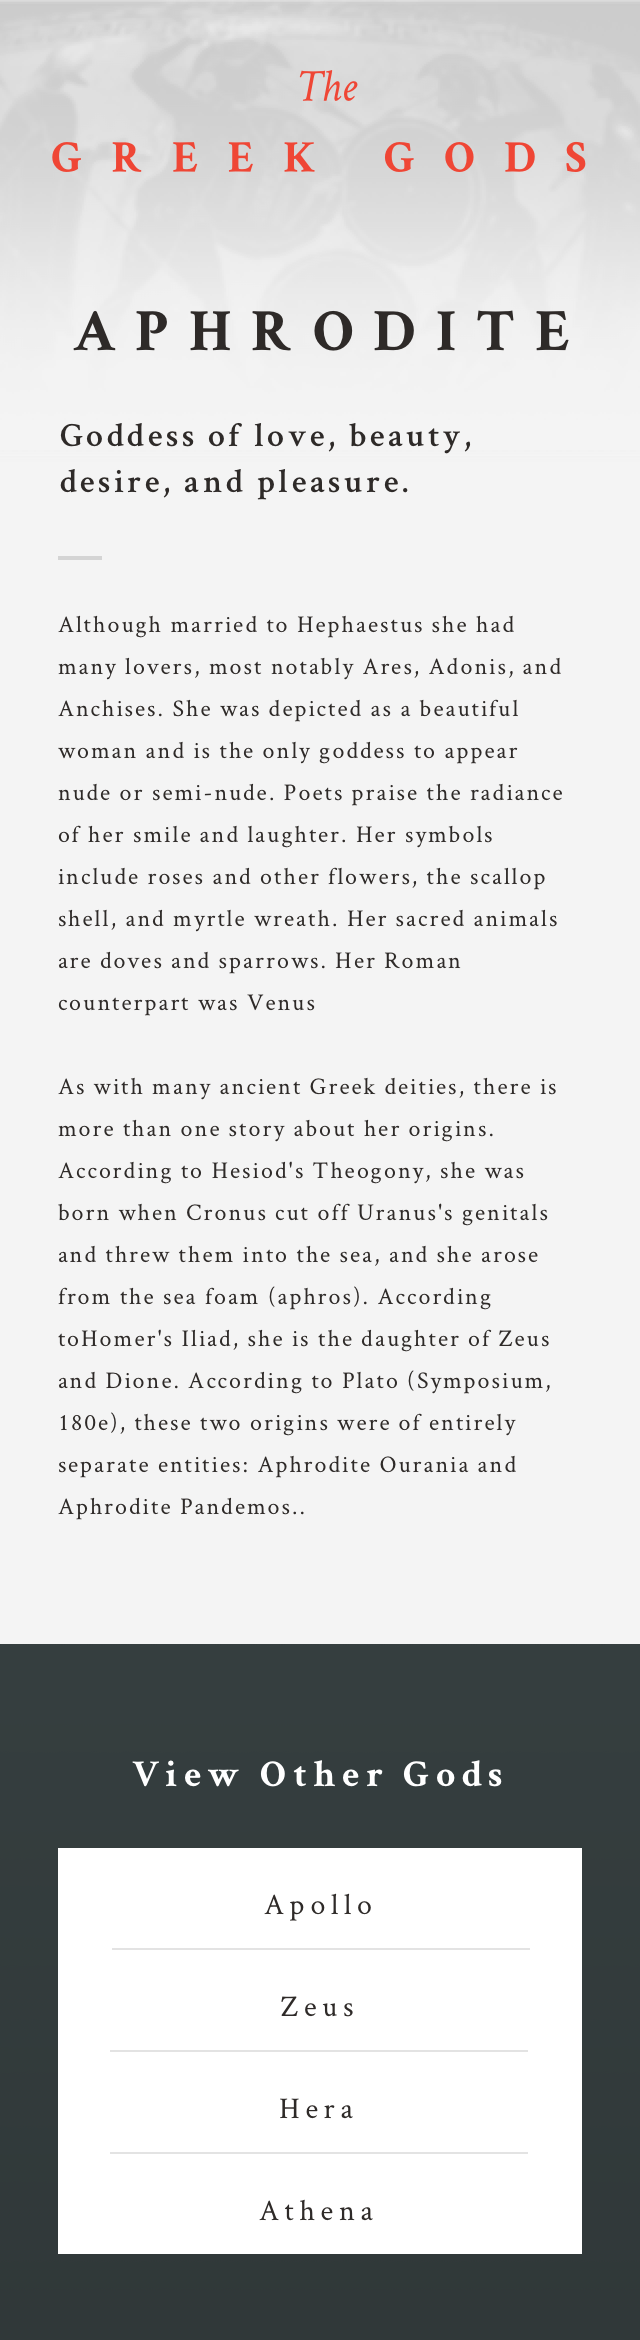 The
GREEK GODS
APHRODITE
Goddess of love, beauty,
desire, and pleasure.
Although married to Hephaestus she had
many lovers, most notably Ares, Adonis, and
Anchises. She was depicted as a beautiful
woman and is the only goddess to appear
nude or semi-nude. Poets praise the radiance
of her smile and laughter. Her symbols
include roses and other flowers, the scallop
shell, and myrtle wreath. Her sacred animals
are doves and sparrows. Her Roman
counterpart was Venus
As with many ancient Greek deities, there is
more than one story about her origins.
According to Hesiod's Theogony, she was
born when Cronus cut off Uranus's genitals
and threw them into the sea, and she arose
from the sea foam (aphros). According
toHomer's Iliad, she is the daughter of Zeus
and Dione. According to Plato (Symposium,
180e), these two origins were of entirely
separate entities: Aphrodite Ourania and
Aphrodite Pandemos..
View Other Gods
Apollo
Zeus
Hera
Athena